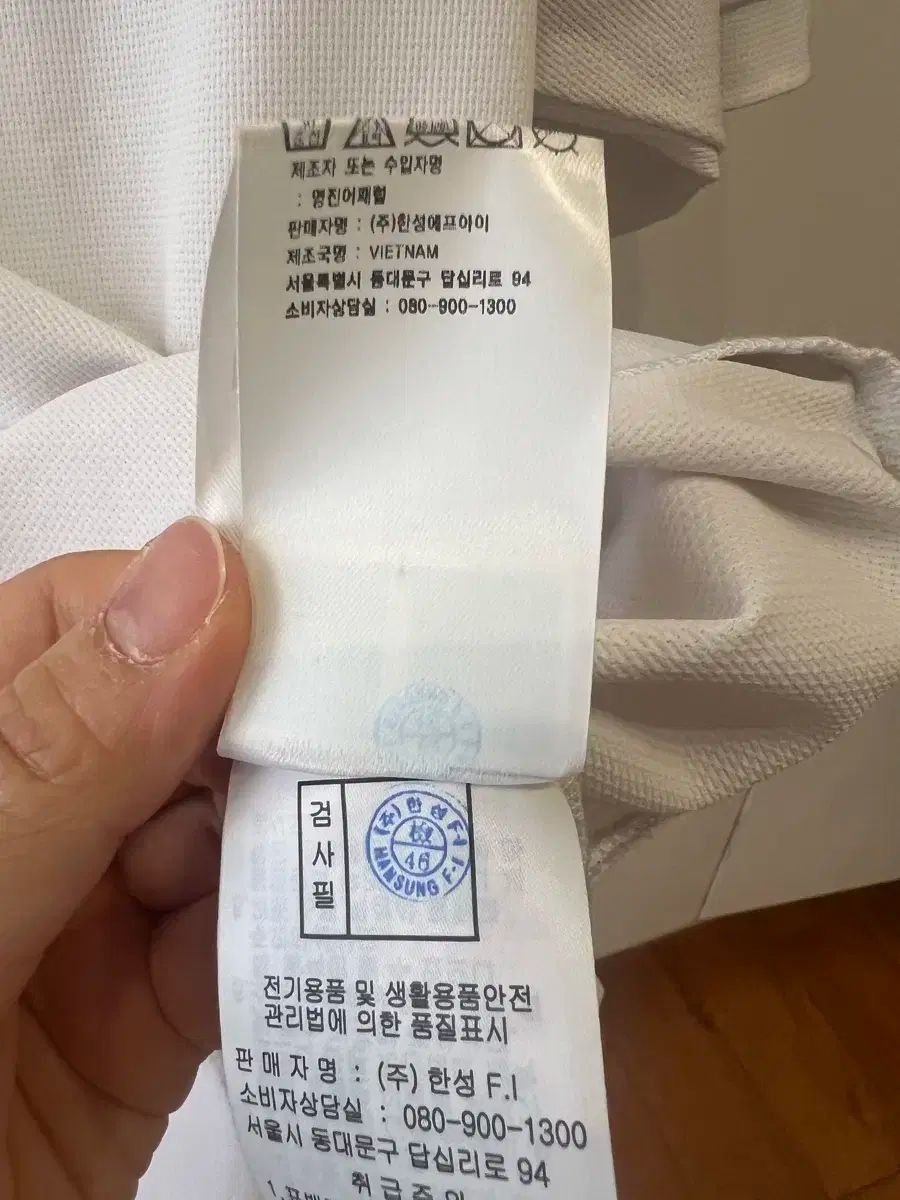 제조자 또는 수입자명
: 명진어패럴
판매자명 : (주)한성에프아이
제조국명 : VIETNAM
서울특별시 동대문구 답십리로 94
소비자상담실 : 080-900-1300
검사필
(주)한성 F.I
檢
46
HANSUNG F.I
전기용품 및 생활용품안전
관리법에 의한 품질표시
판 매 자 명 : (주) 한성 F.I
소비자상담실 : 080-900-1300
서울시 동대문구 답십리로 94
취 급 주 의